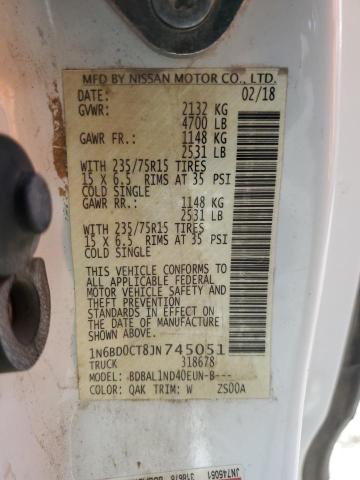 MFD BY NISSAN MOTOR CO., LTD.
DATE: 02/18
GVWR: 2132 KG
4700 LB
GAWR FR.: 1148 KG
2531 LB
WITH 235/75R15 TIRES
15 X 6.5 RIMS AT 35 PSI
COLD SINGLE
GAWR RR.: 1148 KG
2531 LB
WITH 235/75R15 TIRES
15 X 6.5 RIMS AT 35 PSI
COLD SINGLE
THIS VEHICLE CONFORMS TO
ALL APPLICABLE FEDERAL
MOTOR VEHICLE SAFETY AND
THEFT PREVENTION
STANDARDS IN EFFECT ON
THE DATE OF MANUFACTURE
SHOWN ABOVE.
1N6BD0CT8JN745051
TRUCK 318678
MODEL: BDBAL1ND40EUN-B---
COLOR: QAK TRIM: W ZS00A
JN745051 318678